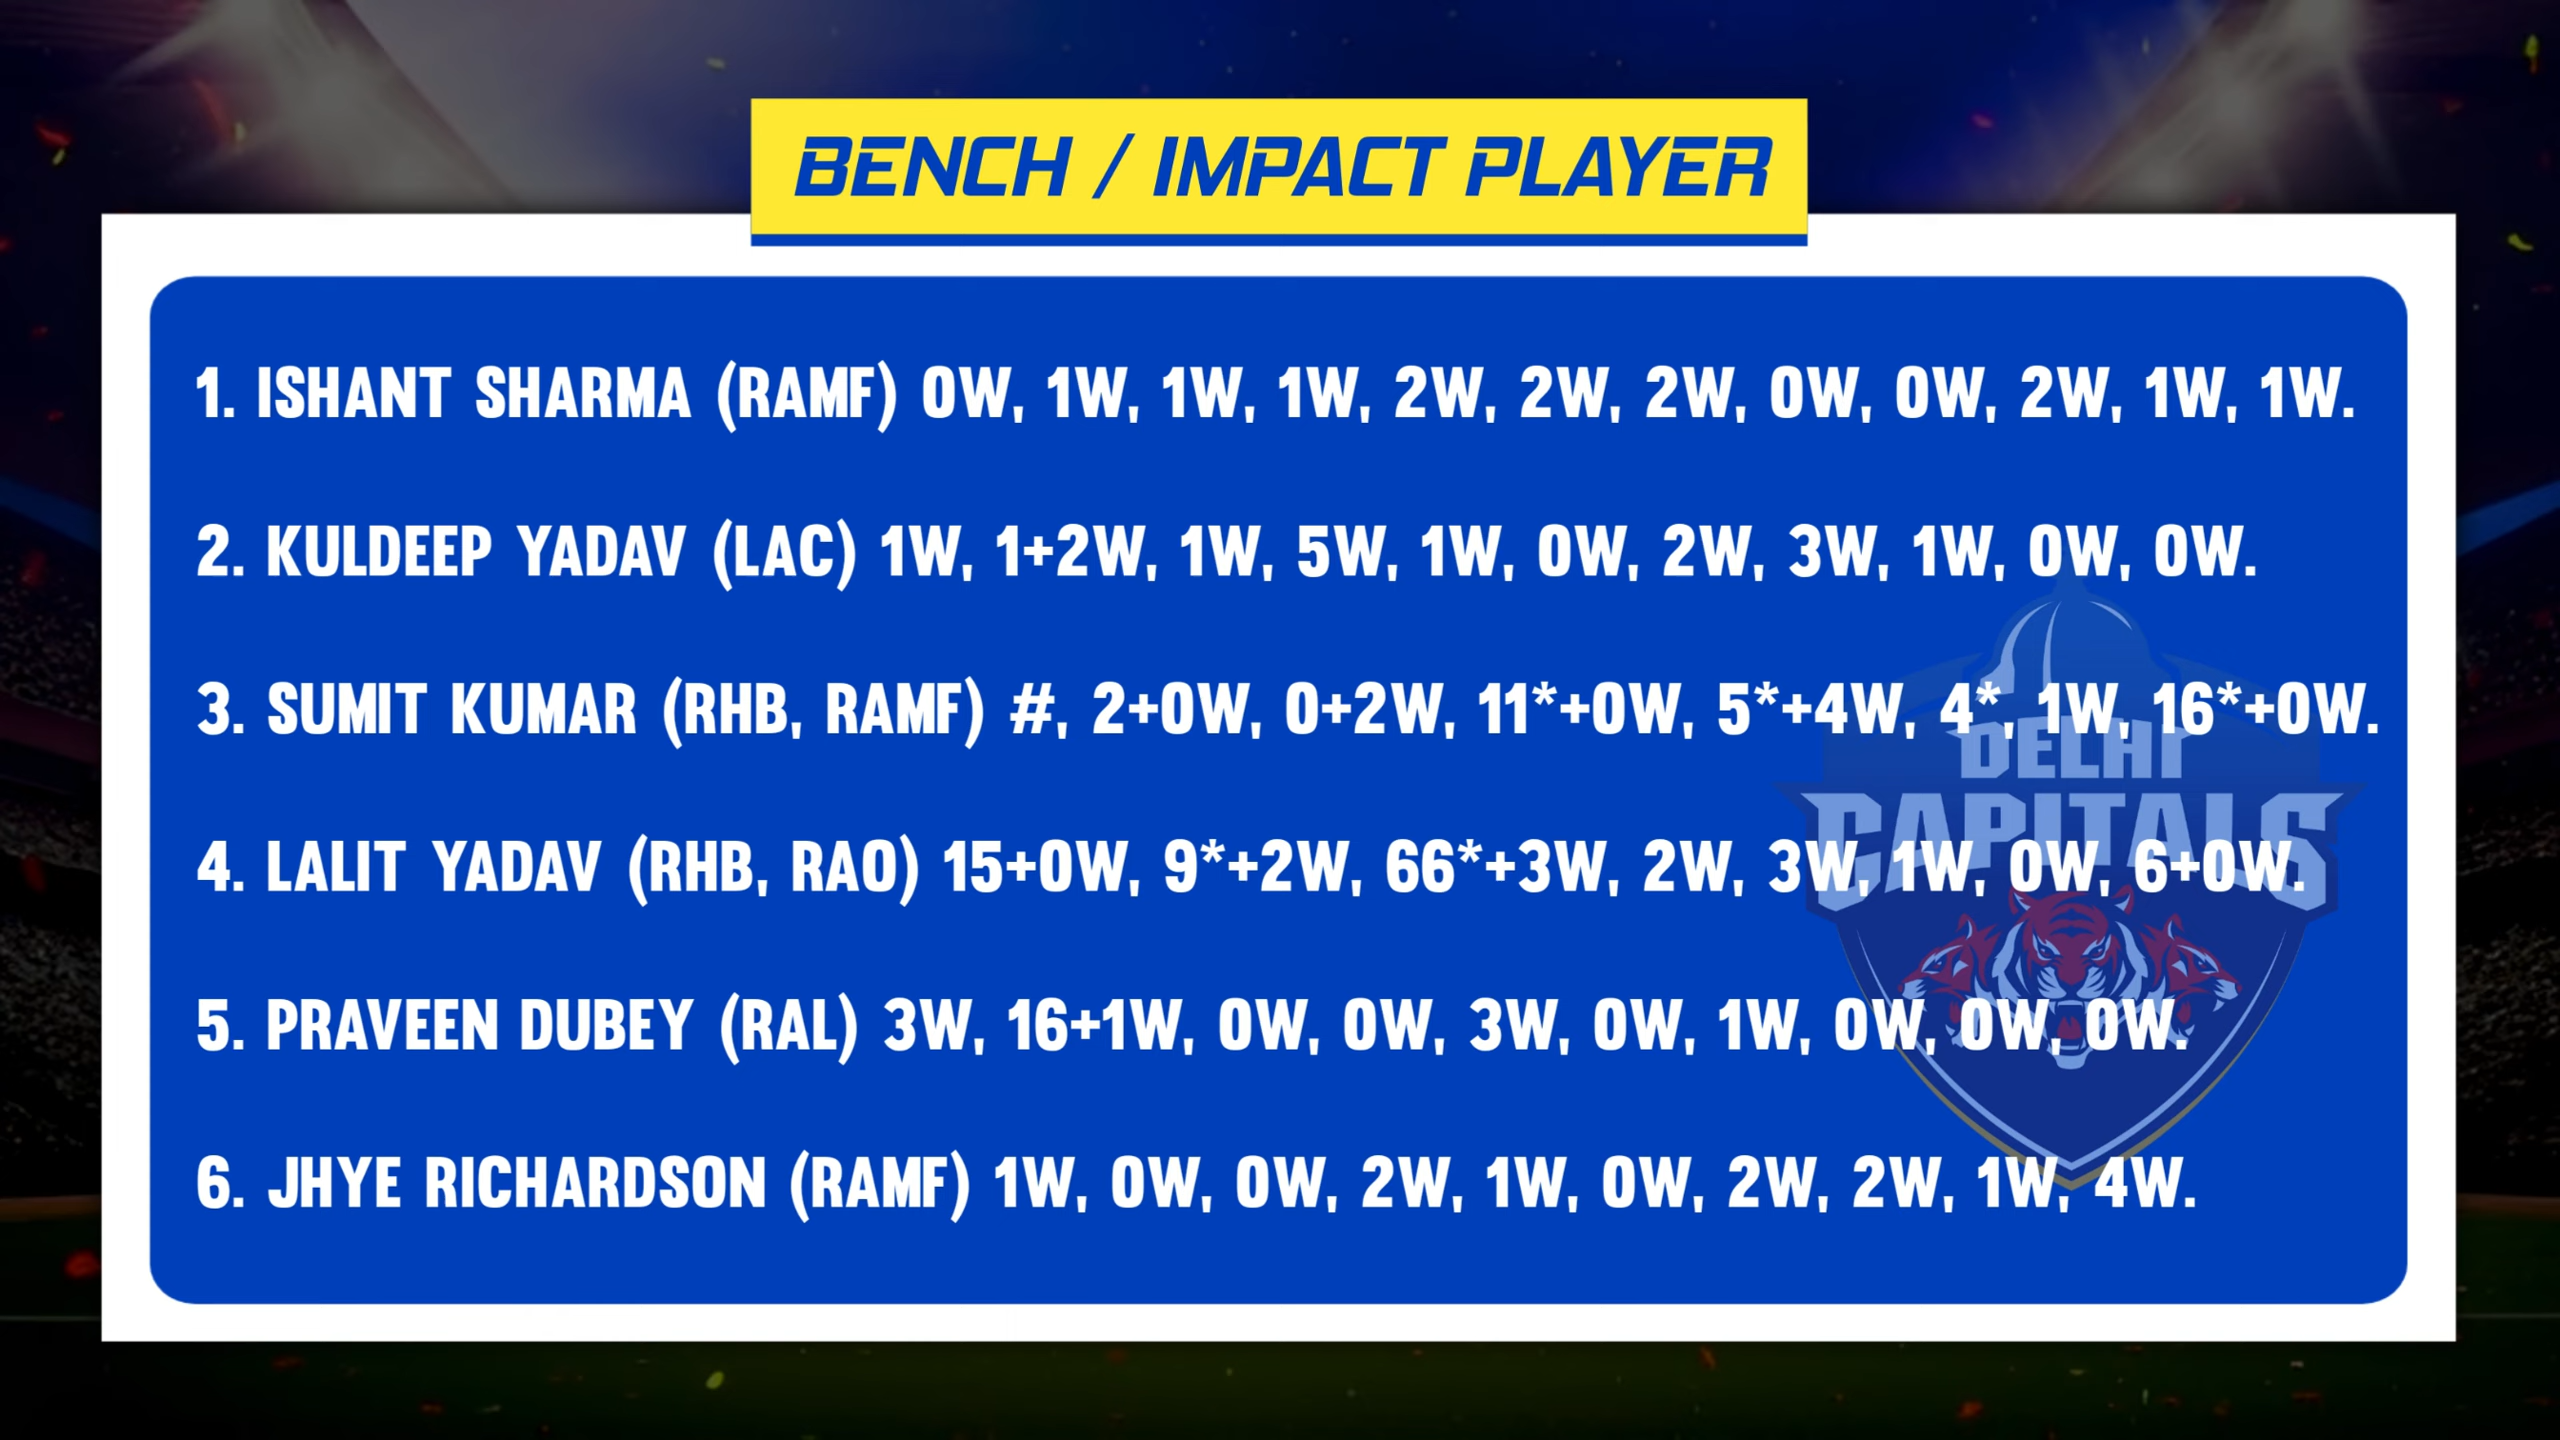 BENCH / IMPACT PLAYER
1. ISHANT SHARMA (RAMF) 0W, 1W, 1W, 1W, 2W, 2W, 2W, 0W, 0W, 2W, 1W, 1W.
2. KULDEEP YADAV (LAC) 1W, 1+2W, 1W, 5W, 1W, 0W, 2W, 3W, 1W, 0W, 0W.
3. SUMIT KUMAR (RHB, RAMF) #, 2+0W, 0+2W, 11*+0W, 5*+4W, 4*, 1W, 16*+0W.
DELHI
CAPITALS
4. LALIT YADAV (RHB, RAO) 15+0W, 9*+2W, 66*+3W, 2W, 3W, 1W, 0W, 6+0W.
5. PRAVEEN DUBEY (RAL) 3W, 16+1W, 0W, 0W, 3W, 0W, 1W, 0W, 0W, 0W.
6. JHYE RICHARDSON (RAMF) 1W, 0W, 0W, 2W, 1W, 0W, 2W, 2W, 1W, 4W.